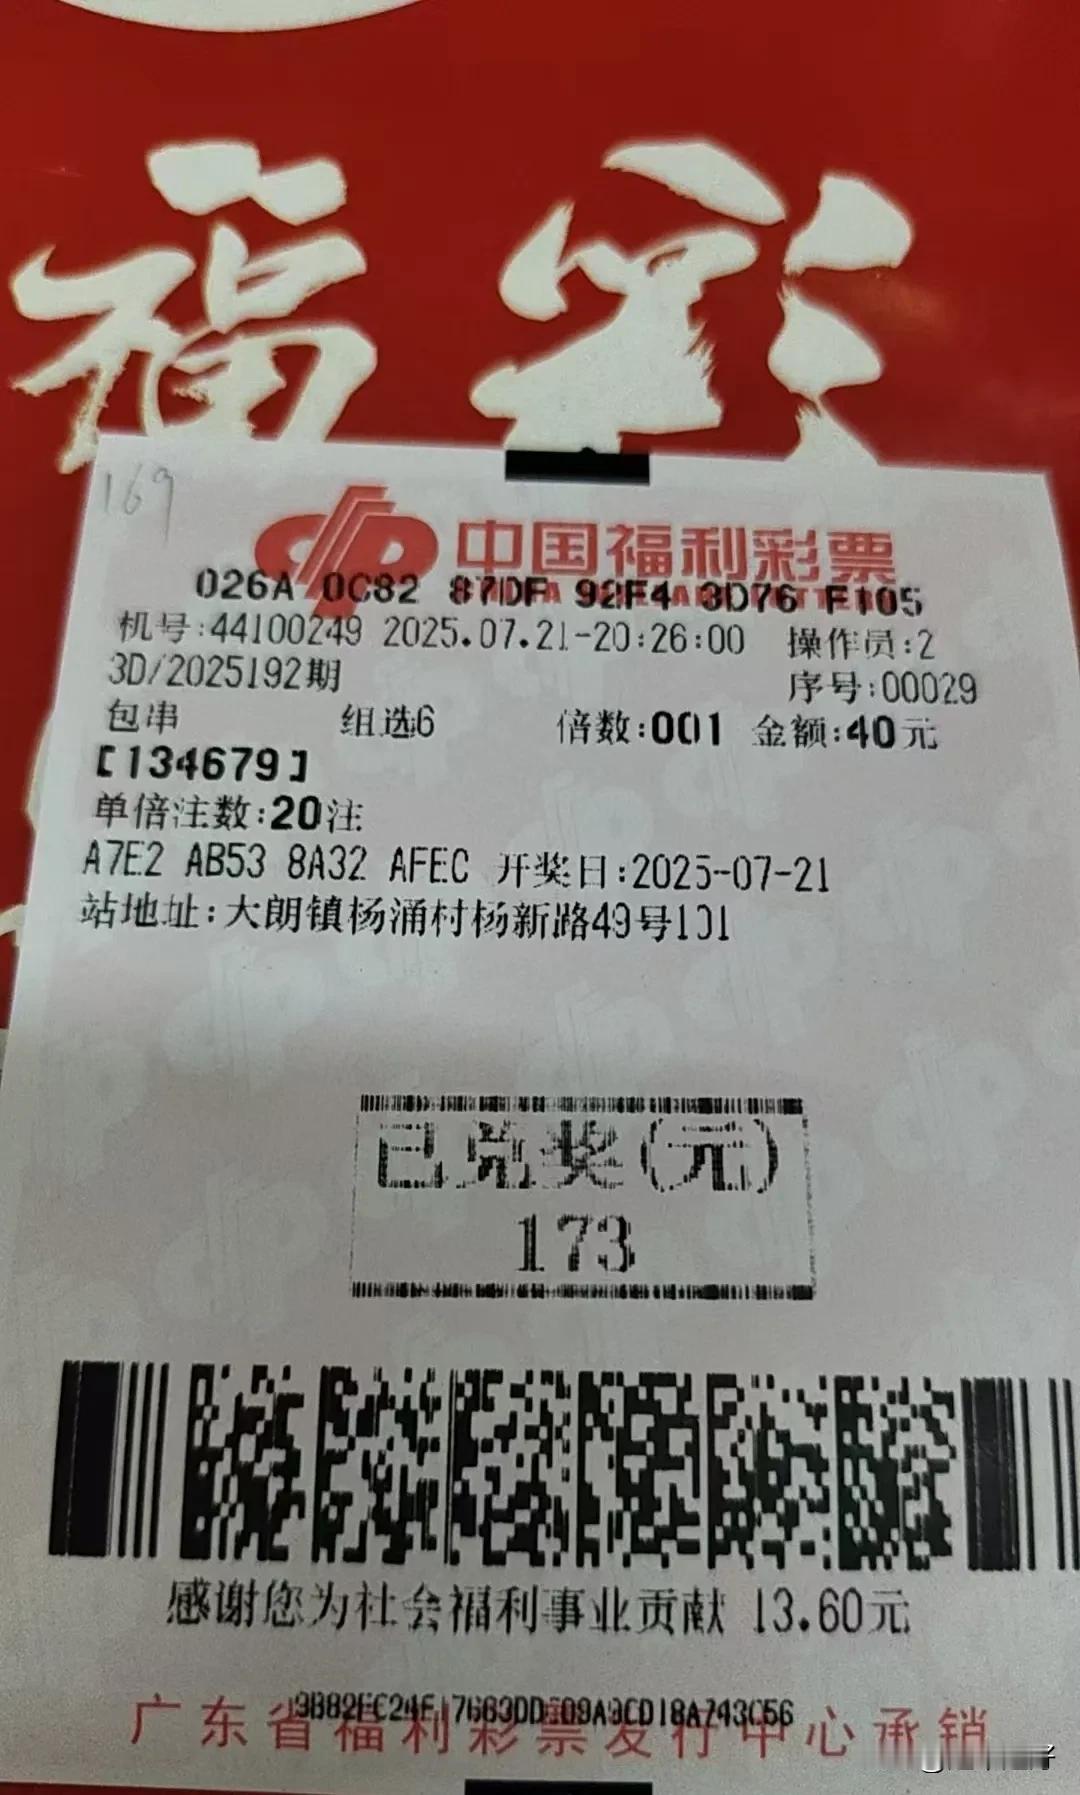 福彩
169
中国福利彩票
026A 0C82 87DF 92F4 3D76 F105
机号:44100249 2025.07.21-20:26:00 操作员:2
3D/2025192期 序号:00029
包串 组选6 倍数:001 金额:40元
[134679]
单倍注数:20注
A7E2 AB53 8A32 AFEC 开奖日:2025-07-21
站地址:大朗镇杨涌村杨新路49号101
已兑奖(元)
173
感谢您为社会福利事业贡献 13.60元
广东省福利彩票发行中心承销